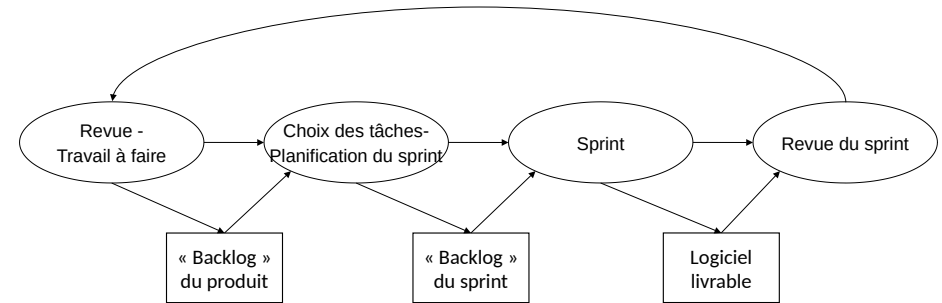 Revue -
Travail à faire
Choix des tâches-
Planification du sprint
Sprint
Revue du sprint
« Backlog »
du produit
« Backlog »
du sprint
Logiciel
livrable